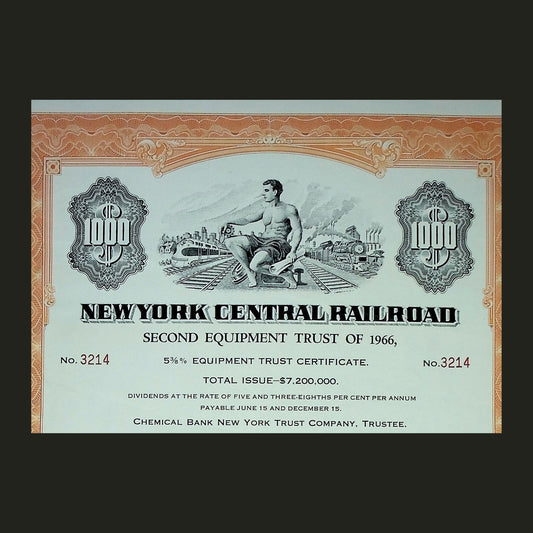 $ 1000
$ 1000
NEW YORK CENTRAL RAILROAD
SECOND EQUIPMENT TRUST OF 1966,
No. 3214
5⅜% EQUIPMENT TRUST CERTIFICATE.
No. 3214
TOTAL ISSUE—$7,200,000.
DIVIDENDS AT THE RATE OF FIVE AND THREE-EIGHTHS PER CENT PER ANNUM
PAYABLE JUNE 15 AND DECEMBER 15.
CHEMICAL BANK NEW YORK TRUST COMPANY, TRUSTEE.